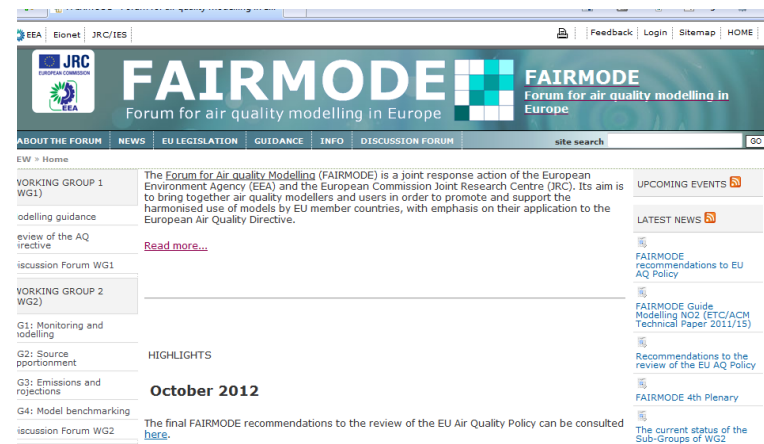 EEA Eionet JRC/IES
Feedback Login Sitemap HOME
JRC
EUROPEAN COMMISSION
EEA
FAIRMODE
Forum for air quality modelling in Europe
FAIRMODE
Forum for air quality modelling in
Europe
ABOUT THE FORUM NEWS EU LEGISLATION GUIDANCE INFO DISCUSSION FORUM site search GO
EW » Home
WORKING GROUP 1
WG1)
odelling guidance
eview of the AQ
irective
iscussion Forum WG1
WORKING GROUP 2
WG2)
G1: Monitoring and
nodelling
G2: Source
pportionment
G3: Emissions and
rojections
G4: Model benchmarking
iscussion Forum WG2
The Forum for Air quality Modelling (FAIRMODE) is a joint response action of the European
Environment Agency (EEA) and the European Commission Joint Research Centre (JRC). Its aim is
to bring together air quality modellers and users in order to promote and support the
harmonised use of models by EU member countries, with emphasis on their application to the
European Air Quality Directive.
Read more...
HIGHLIGHTS
October 2012
The final FAIRMODE recommendations to the review of the EU Air Quality Policy can be consulted
here.
UPCOMING EVENTS
LATEST NEWS
FAIRMODE
recommendations to EU
AQ Policy
FAIRMODE Guide
Modelling NO2 (ETC/ACM
Technical Paper 2011/15)
Recommendations to the
review of the EU AQ Policy
FAIRMODE 4th Plenary
The current status of the
Sub-Groups of WG2